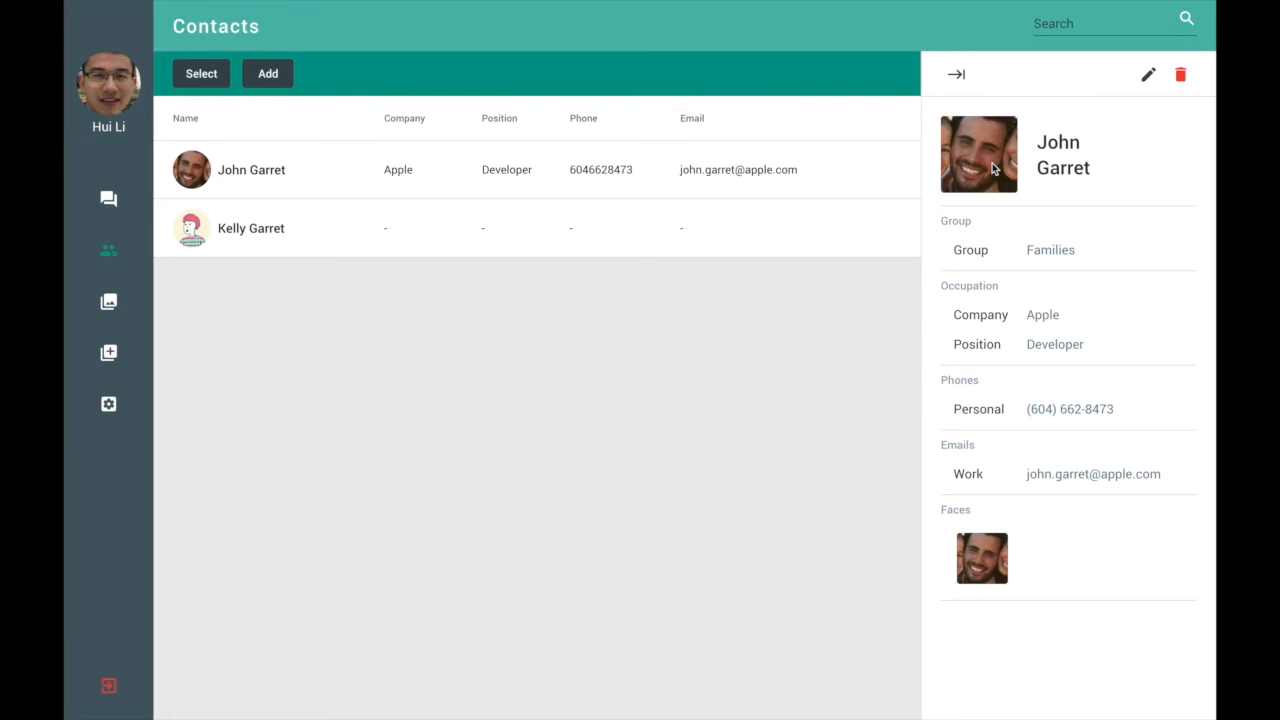 Contacts
Search
Hui Li
Select
Add
Name Company Position Phone Email
John Garret Apple Developer 6046628473 john.garret@apple.com
Kelly Garret - - - -
John
Garret
Group
Group Families
Occupation
Company Apple
Position Developer
Phones
Personal (604) 662-8473
Emails
Work john.garret@apple.com
Faces